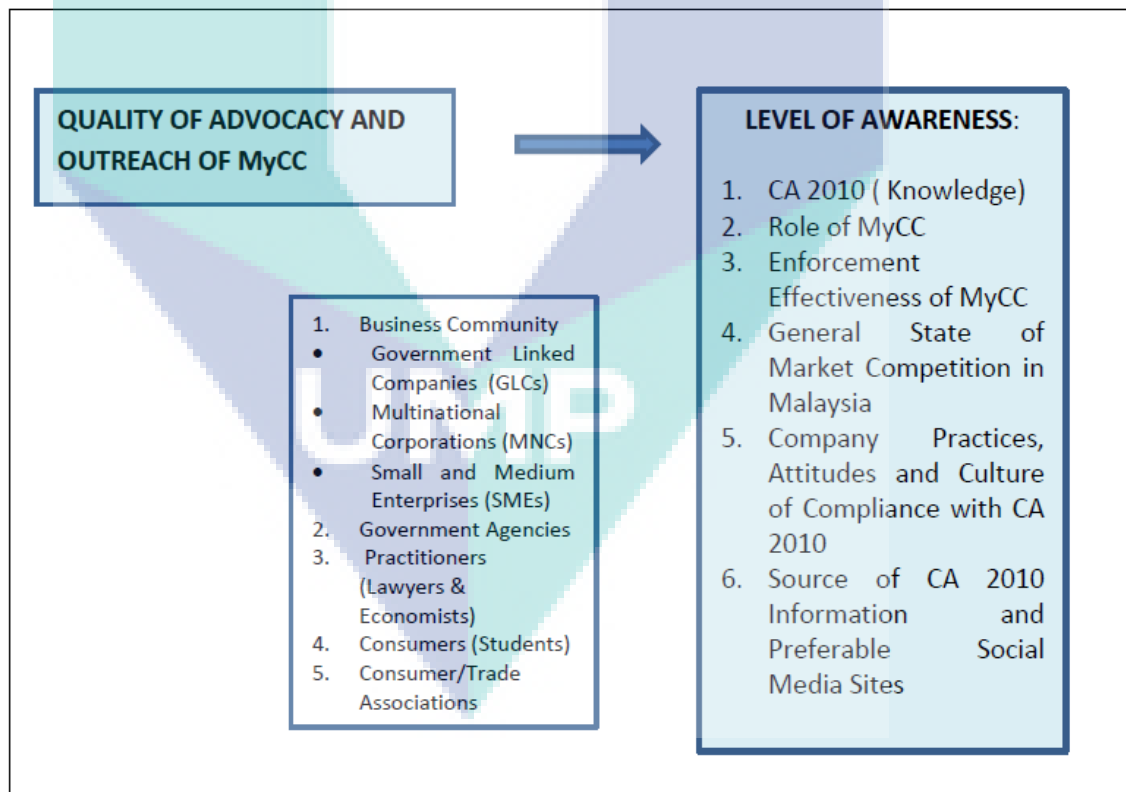 QUALITY OF ADVOCACY AND
OUTREACH OF MyCC
LEVEL OF AWARENESS:
1. CA 2010 ( Knowledge)
2. Role of MyCC
3. Enforcement
Effectiveness of MyCC
4. General State of
Market Competition in
Malaysia
5. Company Practices,
Attitudes and Culture
of Compliance with CA
2010
6. Source of CA 2010
Information and
Preferable Social
Media Sites
1. Business Community
• Government Linked
Companies (GLCs)
• Multinational
Corporations (MNCs)
• Small and Medium
Enterprises (SMEs)
2. Government Agencies
3. Practitioners
(Lawyers &
Economists)
4. Consumers (Students)
5. Consumer/Trade
Associations
UMP